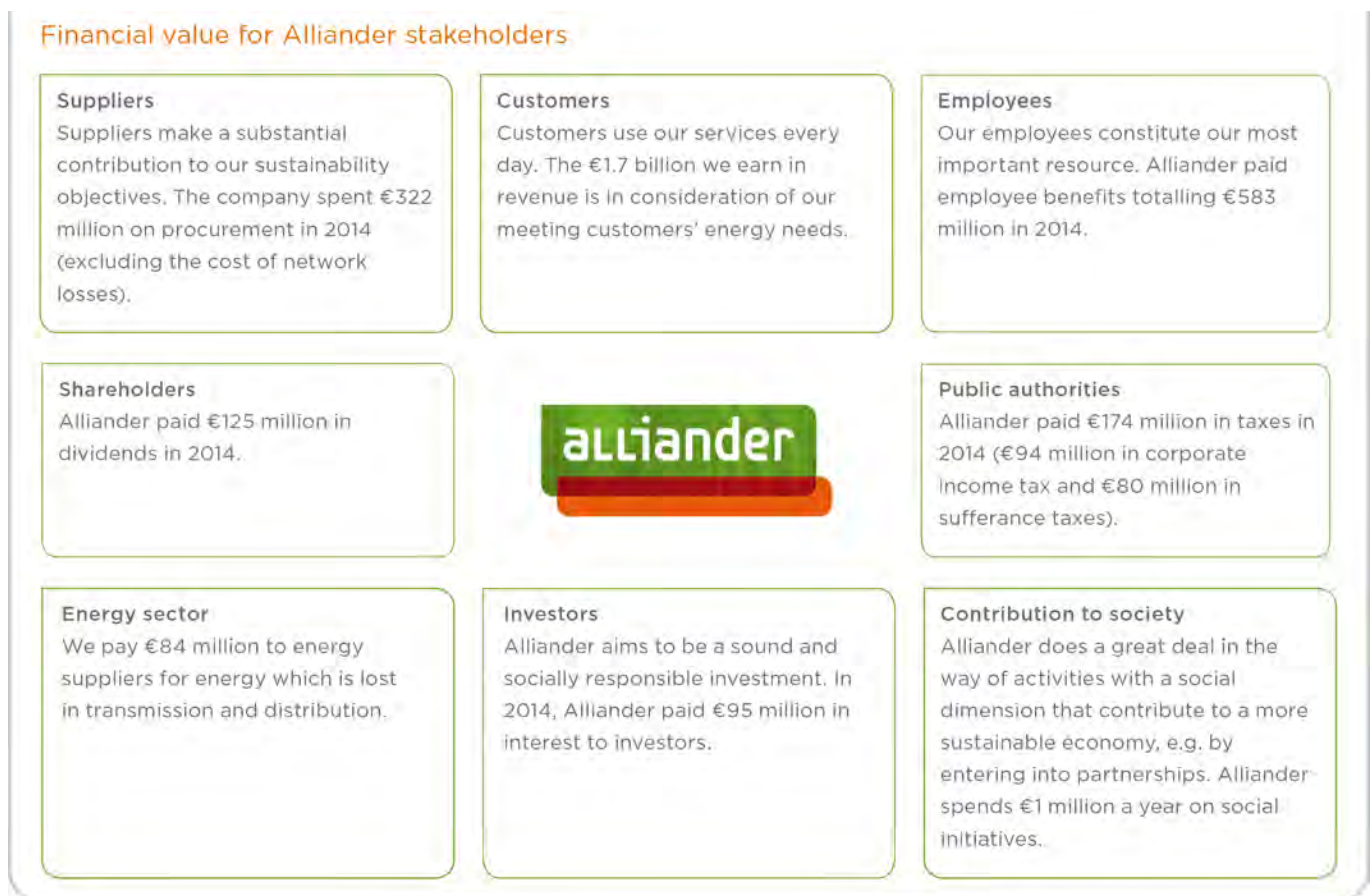 Financial value for Alliander stakeholders
Suppliers
Suppliers make a substantial
contribution to our sustainability
objectives. The company spent €322
million on procurement in 2014
(excluding the cost of network
losses).
Customers
Customers use our services every
day. The €1.7 billion we earn in
revenue is in consideration of our
meeting customers' energy needs.
Employees
Our employees constitute our most
important resource. Alliander paid
employee benefits totalling €583
million in 2014.
Shareholders
Alliander paid €125 million in
dividends in 2014.
alliander
Public authorities
Alliander paid €174 million in taxes in
2014 (€94 million in corporate
income tax and €80 million in
sufferance taxes).
Energy sector
We pay €84 million to energy
suppliers for energy which is lost
in transmission and distribution.
Investors
Alliander aims to be a sound and
socially responsible investment. In
2014, Alliander paid €95 million in
interest to investors.
Contribution to society
Alliander does a great deal in the
way of activities with a social
dimension that contribute to a more
sustainable economy, e.g. by
entering into partnerships. Alliander
spends €1 million a year on social
initiatives.